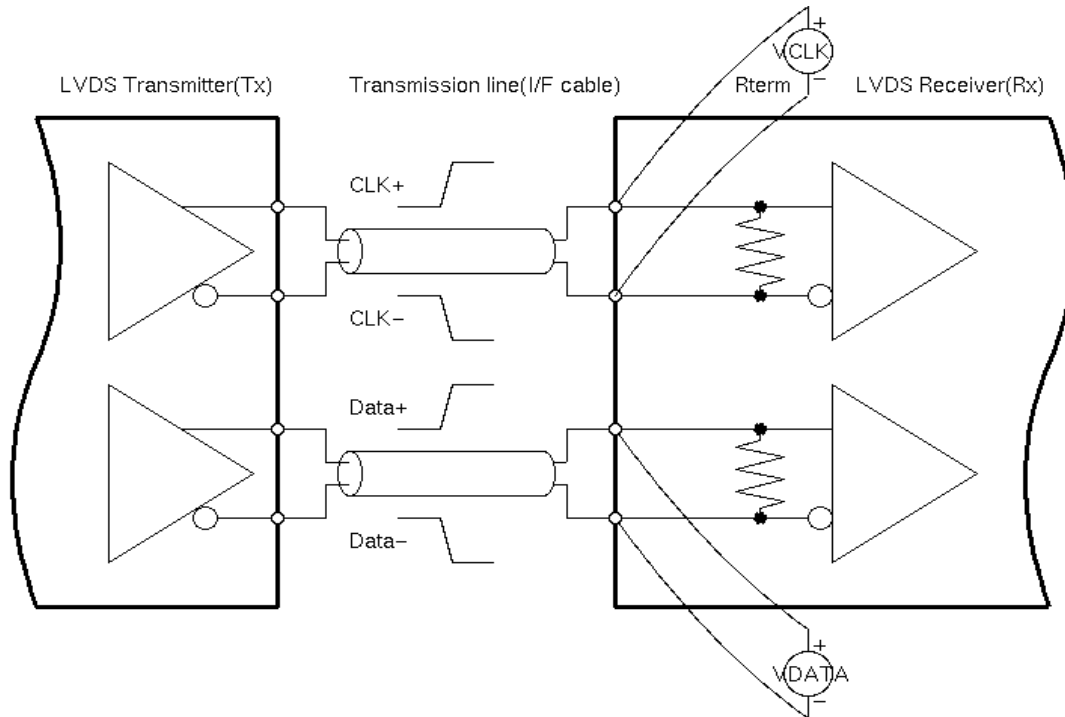 VCLK
LVDS Transmitter(Tx)
Transmission line(I/F cable)
Rterm
LVDS Receiver(Rx)
CLK+
CLK−
Data+
Data−
VDATA